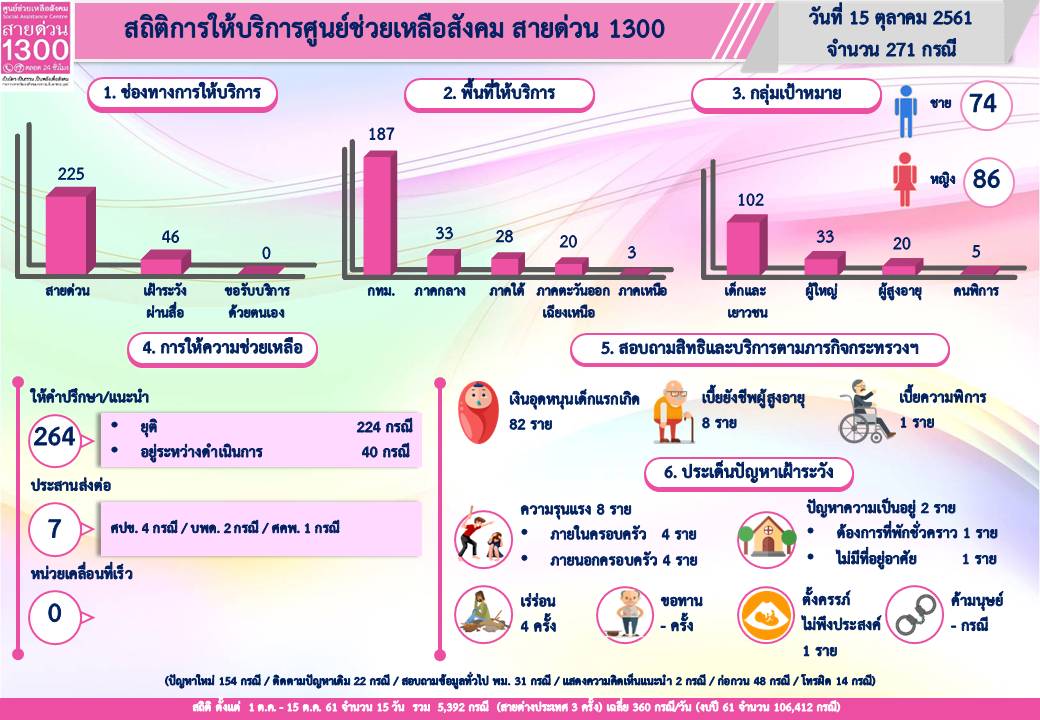 ศูนย์ช่วยเหลือสังคม
Social Assistance Centre
สายด่วน
1300
ตลอด 24 ชั่วโมง
สถิติการให้บริการศูนย์ช่วยเหลือสังคม สายด่วน 1300
วันที่ 15 ตุลาคม 2561
จำนวน 271 กรณี
1. ช่องทางการให้บริการ
225
46
0
สายด่วน
เฝ้าระวัง
ผ่านสื่อ
ขอรับบริการ
ด้วยตนเอง
2. พื้นที่ให้บริการ
187
33
28
20
3
กทม.
ภาคกลาง
ภาคใต้
ภาคตะวันออก
เฉียงเหนือ
ภาคเหนือ
3. กลุ่มเป้าหมาย
ชาย 74
หญิง 86
102
33
20
5
เด็กและ
เยาวชน
ผู้ใหญ่
ผู้สูงอายุ
คนพิการ
4. การให้ความช่วยเหลือ
ให้คำปรึกษา/แนะนำ
264
• ยุติ 224 กรณี
• อยู่ระหว่างดำเนินการ 40 กรณี
ประสานส่งต่อ
7
ศปช. 4 กรณี / บพด. 2 กรณี / ศคพ. 1 กรณี
หน่วยเคลื่อนที่เร็ว
0
5. สอบถามสิทธิและบริการตามภารกิจกระทรวงฯ
เงินอุดหนุนเด็กแรกเกิด
82 ราย
เบี้ยยังชีพผู้สูงอายุ
8 ราย
เบี้ยความพิการ
1 ราย
6. ประเด็นปัญหาเฝ้าระวัง
ความรุนแรง 8 ราย
• ภายในครอบครัว 4 ราย
• ภายนอกครอบครัว 4 ราย
ปัญหาความเป็นอยู่ 2 ราย
• ต้องการที่พักชั่วคราว 1 ราย
• ไม่มีที่อยู่อาศัย 1 ราย
เร่ร่อน
4 ครั้ง
ขอทาน
- ครั้ง
ตั้งครรภ์
ไม่พึงประสงค์
1 ราย
ค้ามนุษย์
- กรณี
(ปัญหาใหม่ 154 กรณี / ติดตามปัญหาเดิม 22 กรณี / สอบถามข้อมูลทั่วไป พม. 31 กรณี / แสดงความคิดเห็นแนะนำ 2 กรณี / ก่อกวน 48 กรณี / โทรผิด 14 กรณี)
สถิติ ตั้งแต่ 1 ต.ค. - 15 ต.ค. 61 จำนวน 15 วัน รวม 5,392 กรณี (สายต่างประเทศ 3 ครั้ง) เฉลี่ย 360 กรณี/วัน (งบปี 61 จำนวน 106,412 กรณี)